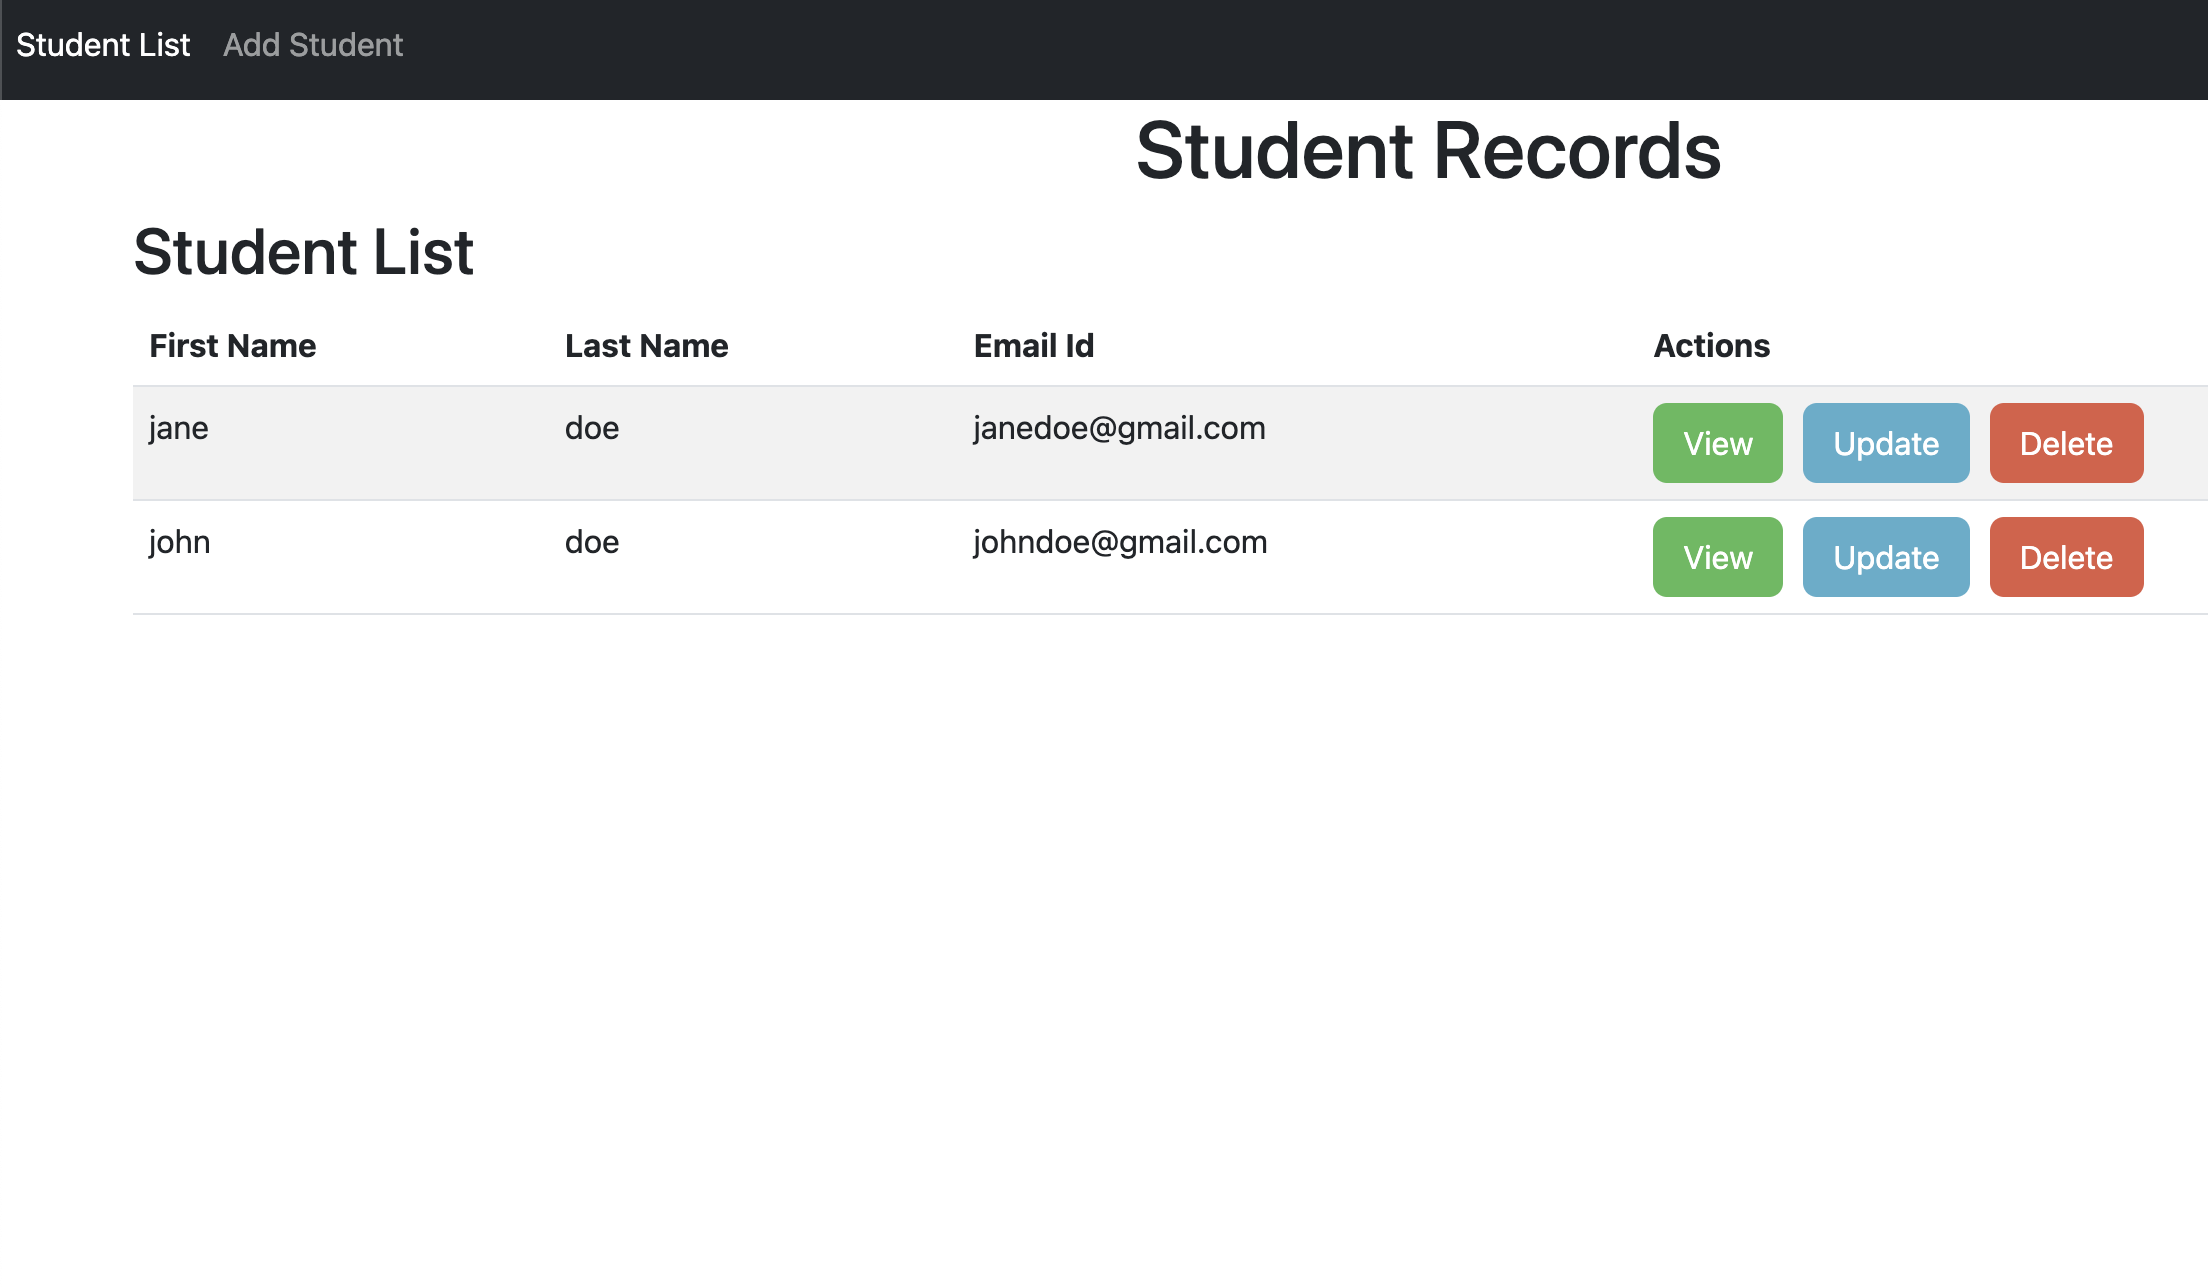 Student List Add Student
Student Records
Student List
First Name Last Name Email Id Actions
jane doe janedoe@gmail.com View Update Delete
john doe johndoe@gmail.com View Update Delete